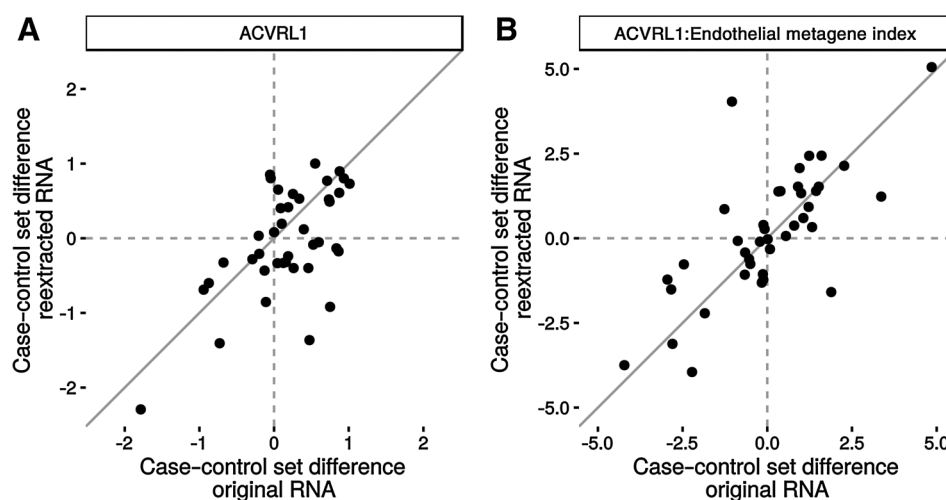 A
ACVRL1
Case-control set difference
reextracted RNA
2
1
0
-1
-2
-2
-1
0
1
2
Case-control set difference
original RNA
B
ACVRL1:Endothelial metagene index
Case-control set difference
reextracted RNA
5.0
2.5
0.0
-2.5
-5.0
-5.0
-2.5
0.0
2.5
5.0
Case-control set difference
original RNA